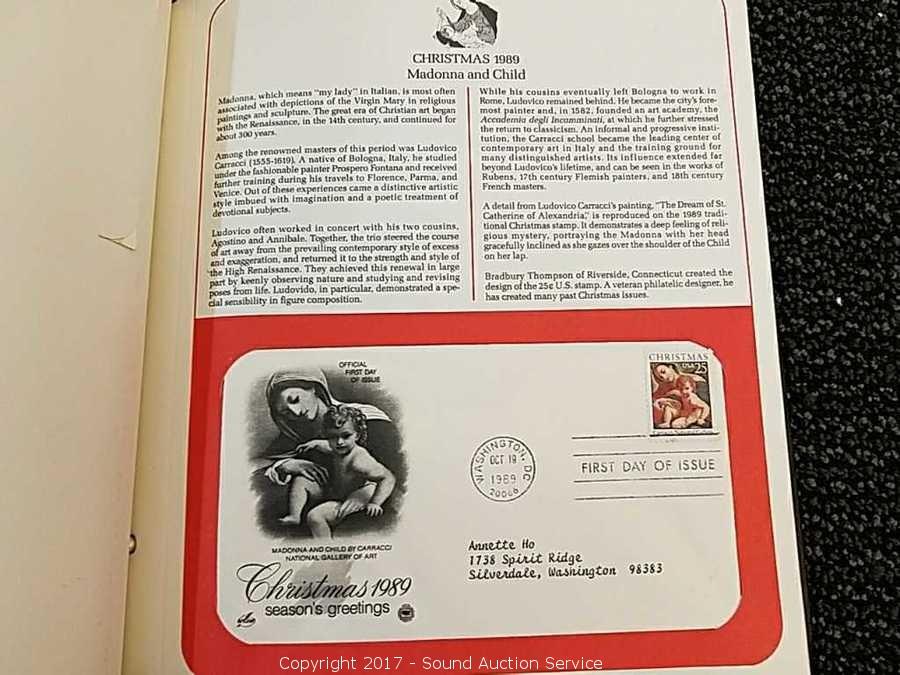 CHRISTMAS 1989
Madonna and Child
Madonna, which means "my lady" in Italian, is most often
associated with depictions of the Virgin Mary in religious
paintings and sculpture. The great era of Christian art began
with the Renaissance, in the 14th century, and continued for
about 300 years.
Among the renowned masters of this period was Ludovico
Carracci (1555-1619). A native of Bologna, Italy, he studied
under the fashionable painter Prospero Fontana and received
further training during his travels to Florence, Parma, and
Venice. Out of these experiences came a distinctive artistic
style imbued with imagination and a poetic treatment of
devotional subjects.
Ludovico often worked in concert with his two cousins,
Agostino and Annibale. Together, the trio steered the course
of art away from the prevailing contemporary style of excess
and exaggeration, and returned it to the strength and style of
the High Renaissance. They achieved this renewal in large
part by keenly observing nature and studying and revising
poses from life. Ludovido, in particular, demonstrated a spe-
cial sensibility in figure composition.
While his cousins eventually left Bologna to work in
Rome, Ludovico remained behind. He became the city's fore-
most painter and, in 1582, founded an art academy, the
Accademia degli Incamminati, at which he further stressed
the return to classicism. An informal and progressive insti-
tution, the Carracci school became the leading center of
contemporary art in Italy and the training ground for
many distinguished artists. Its influence extended far
beyond Ludovico's lifetime, and can be seen in the works of
Rubens, 17th century Flemish painters, and 18th century
French masters.
A detail from Ludovico Carracci's painting, "The Dream of St.
Catherine of Alexandria," is reproduced on the 1989 tradi-
tional Christmas stamp. It demonstrates a deep feeling of reli-
gious mystery, portraying the Madonna with her head
gracefully inclined as she gazes over the shoulder of the Child
on her lap.
Bradbury Thompson of Riverside, Connecticut created the
design of the 25¢ U.S. stamp. A veteran philatelic designer, he
has created many past Christmas issues.
OFFICIAL
FIRST DAY
OF ISSUE
CHRISTMAS
USA 25
WASHINGTON, DC
OCT 19
1989
20066
FIRST DAY OF ISSUE
MADONNA AND CHILD BY CARRACCI
NATIONAL GALLERY OF ART
Christmas 1989
season's greetings
Annette Ho
1738 Spirit Ridge
Silverdale, Washington 98383
Copyright 2017 - Sound Auction Service